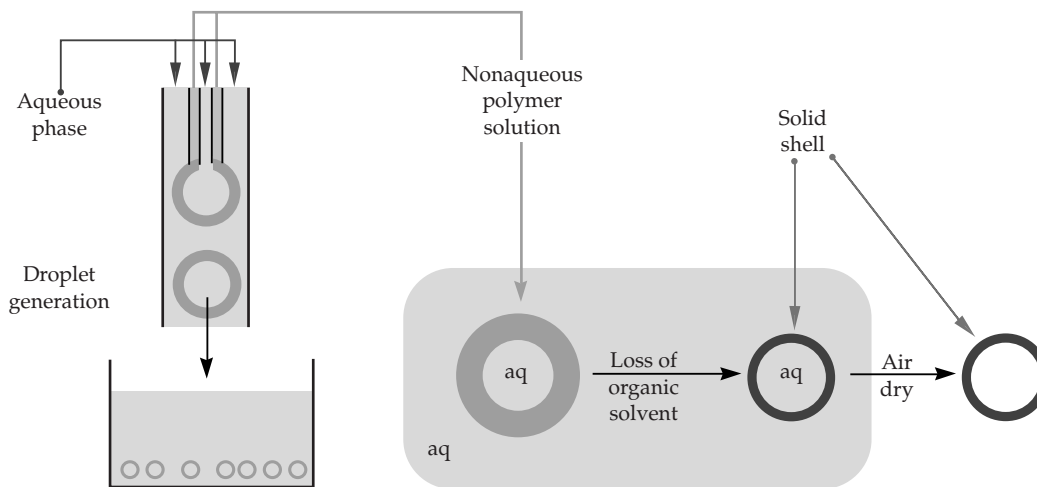 Aqueous
phase
Droplet
generation
Nonaqueous
polymer
solution
Solid
shell
aq
Loss of
organic
solvent
aq
Air
dry
aq